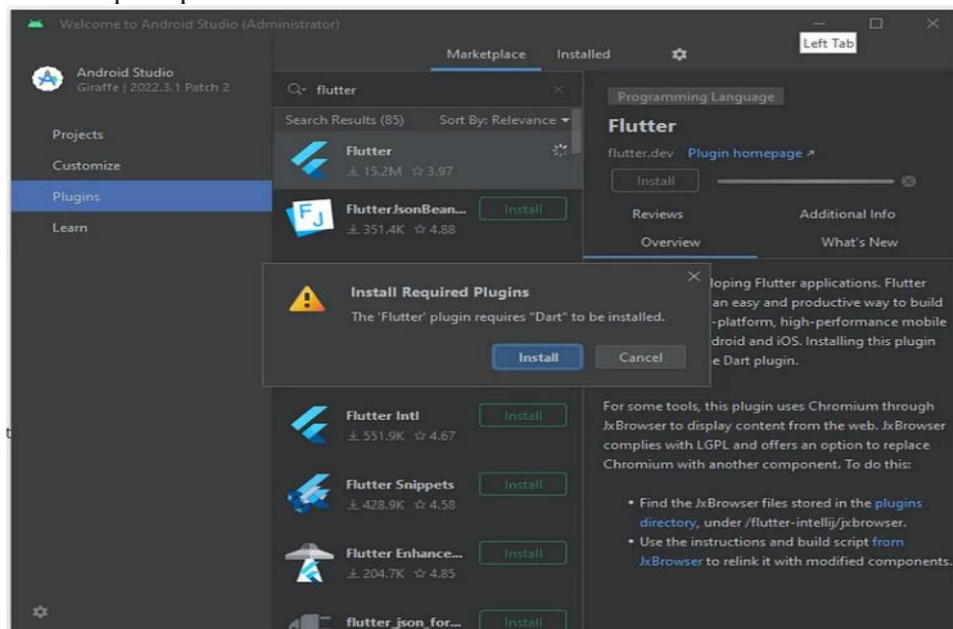 Welcome to Android Studio (Administrator)
Left Tab
Android Studio
Giraffe | 2022.3.1 Patch 2
Projects
Customize
Plugins
Learn
Marketplace Installed
flutter
Search Results (85) Sort By: Relevance
Flutter
15.2M 3.97
FlutterJsonBean... Install
351.4K 4.88
Install Required Plugins
The 'Flutter' plugin requires "Dart" to be installed.
Install Cancel
Flutter Intl Install
551.9K 4.67
Flutter Snippets Install
428.9K 4.58
Flutter Enhance... Install
204.7K 4.85
flutter_json_for... Install
Programming Language
Flutter
flutter.dev Plugin homepage
Install
Reviews Additional Info
Overview What's New
loping Flutter applications. Flutter
an easy and productive way to build
-platform, high-performance mobile
droid and iOS. Installing this plugin
e Dart plugin.
For some tools, this plugin uses Chromium through
JxBrowser to display content from the web. JxBrowser
complies with LGPL and offers an option to replace
Chromium with another component. To do this:
• Find the JxBrowser files stored in the plugins
directory, under /flutter-intellij/jxbrowser.
• Use the instructions and build script from
JxBrowser to relink it with modified components.
t